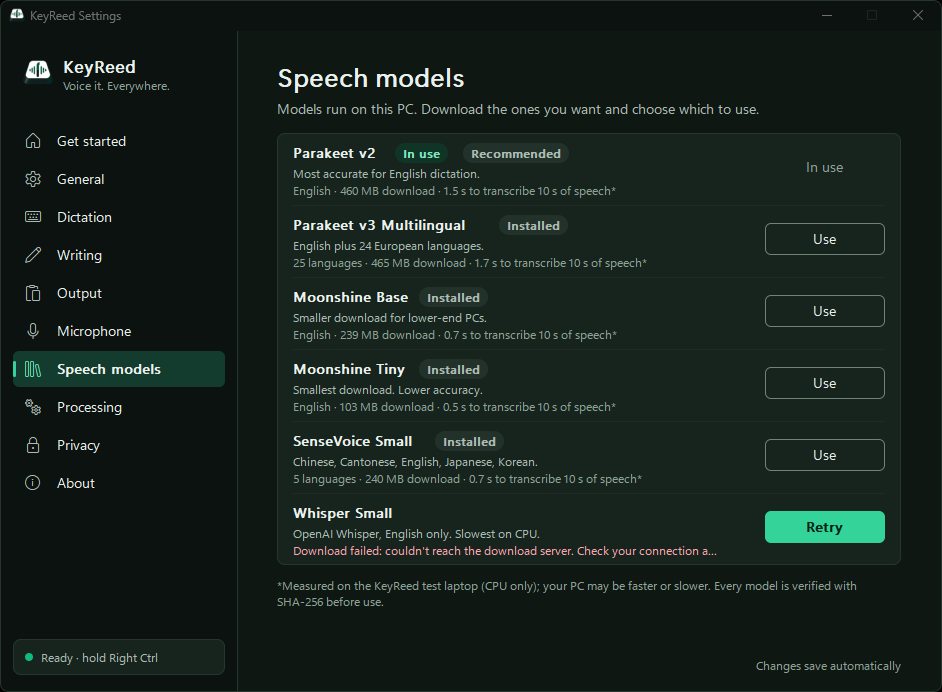 KeyReed Settings
KeyReed
Voice it. Everywhere.
Get started
General
Dictation
Writing
Output
Microphone
Speech models
Processing
Privacy
About
Ready · hold Right Ctrl
Speech models
Models run on this PC. Download the ones you want and choose which to use.
Parakeet v2 In use Recommended
Most accurate for English dictation.
English · 460 MB download · 1.5 s to transcribe 10 s of speech*
In use
Parakeet v3 Multilingual Installed
English plus 24 European languages.
25 languages · 465 MB download · 1.7 s to transcribe 10 s of speech*
Use
Moonshine Base Installed
Smaller download for lower-end PCs.
English · 239 MB download · 0.7 s to transcribe 10 s of speech*
Use
Moonshine Tiny Installed
Smallest download. Lower accuracy.
English · 103 MB download · 0.5 s to transcribe 10 s of speech*
Use
SenseVoice Small Installed
Chinese, Cantonese, English, Japanese, Korean.
5 languages · 240 MB download · 0.7 s to transcribe 10 s of speech*
Use
Whisper Small
OpenAI Whisper, English only. Slowest on CPU.
Download failed: couldn't reach the download server. Check your connection a...
Retry
*Measured on the KeyReed test laptop (CPU only); your PC may be faster or slower. Every model is verified with
SHA-256 before use.
Changes save automatically